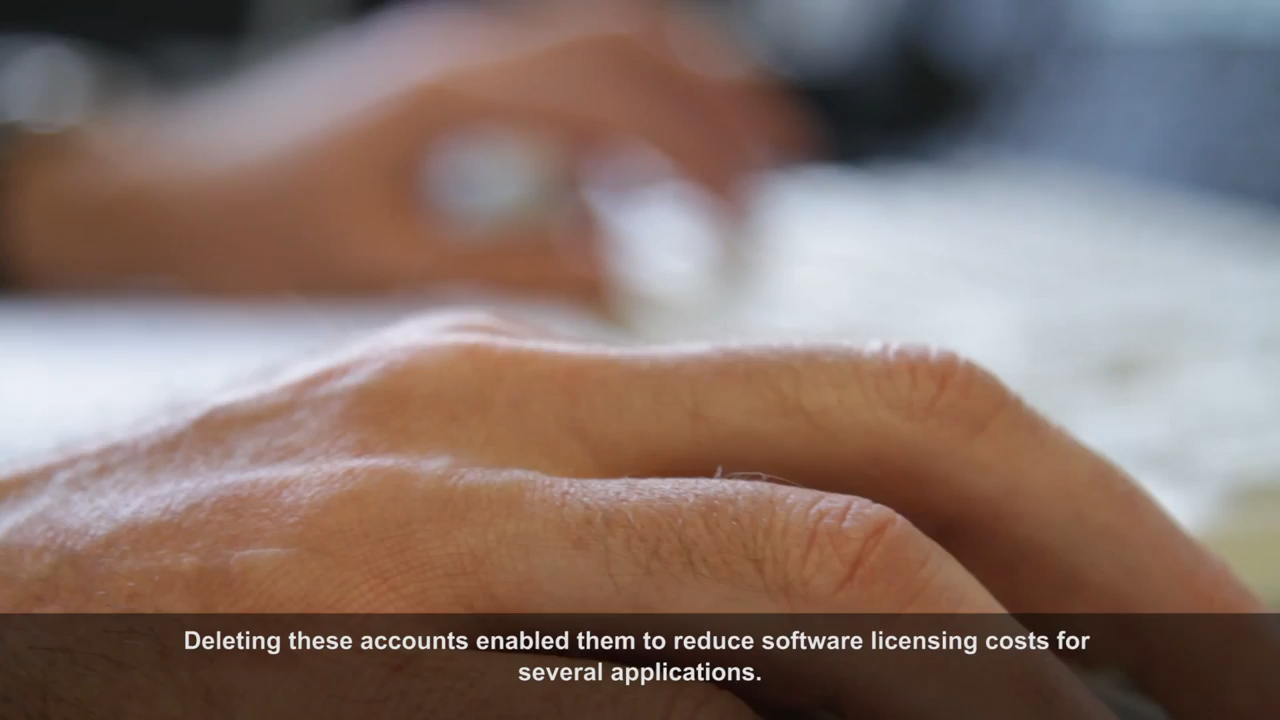 Deleting these accounts enabled them to reduce software licensing costs for
several applications.